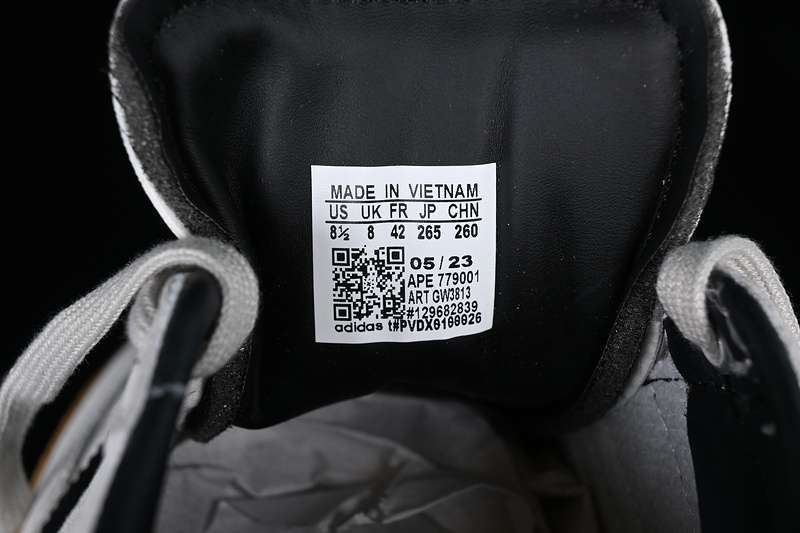 MADE IN VIETNAM
US UK FR JP CHN
8½ 8 42 265 260
05 / 23
APE 779001
ART GW3813
#129682839
adidas t#PVDX0109026